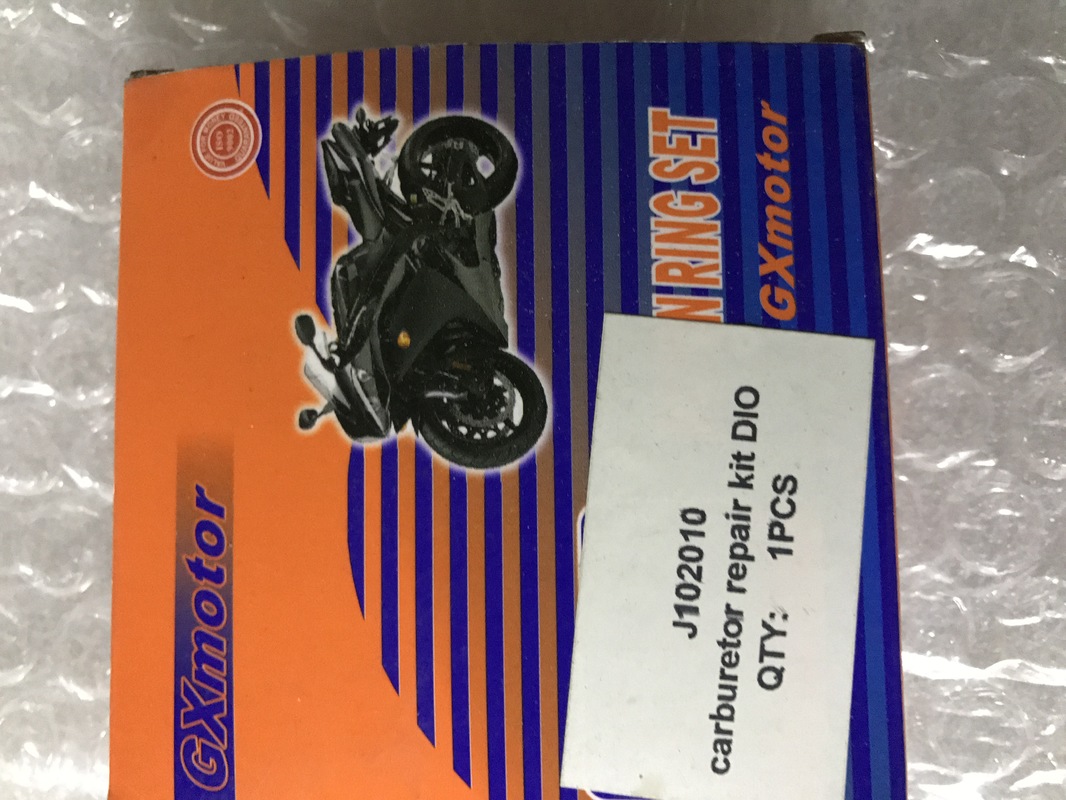 GXmotor
N RING SET
GXmotor
J102010
carburetor repair kit DIO
QTY: 1PCS